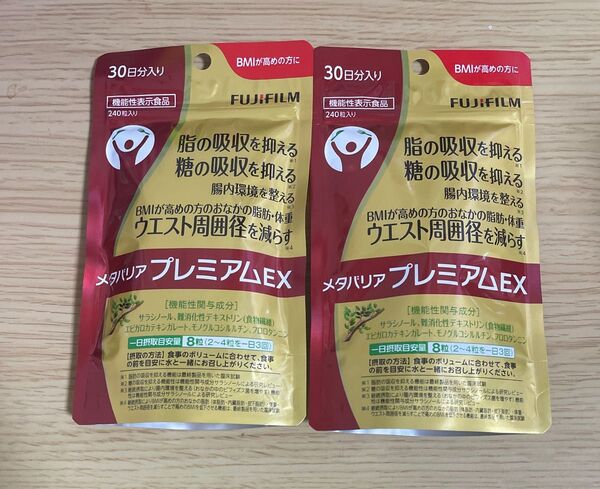 30日分入り
BMIが高めの方に
機能性表示食品
240粒入り
FUJIFILM
脂の吸収を抑える※1
糖の吸収を抑える※2
腸内環境を整える※3
BMIが高めの方のおなかの脂肪・体重
ウエスト周囲径を減らす※4
メタバリア プレミアムEX
[機能性関与成分]
サラシノール、難消化性デキストリン(食物繊維)
エピガロカテキンガレート、モノグルコシルルチン、プロシアニジン
一日摂取目安量 8粒(2〜4粒を一日3回)
【摂取の方法】食事のボリュームに合わせて、食事
の前を目安に水と一緒にお召し上がりください。
30日分入り
BMIが高めの方に
機能性表示食品
240粒入り
FUJIFILM
脂の吸収を抑える※1
糖の吸収を抑える※2
腸内環境を整える※3
BMIが高めの方のおなかの脂肪・体重
ウエスト周囲径を減らす※4
メタバリア プレミアムEX
[機能性関与成分]
サラシノール、難消化性デキストリン(食物繊維)
エピガロカテキンガレート、モノグルコシルルチン、
一日摂取目安量 8粒(2〜4粒を一日3回)
【摂取の方法】食事のボリュームに合わせて、食事
の前を目安に水と一緒にお召し上がりください。